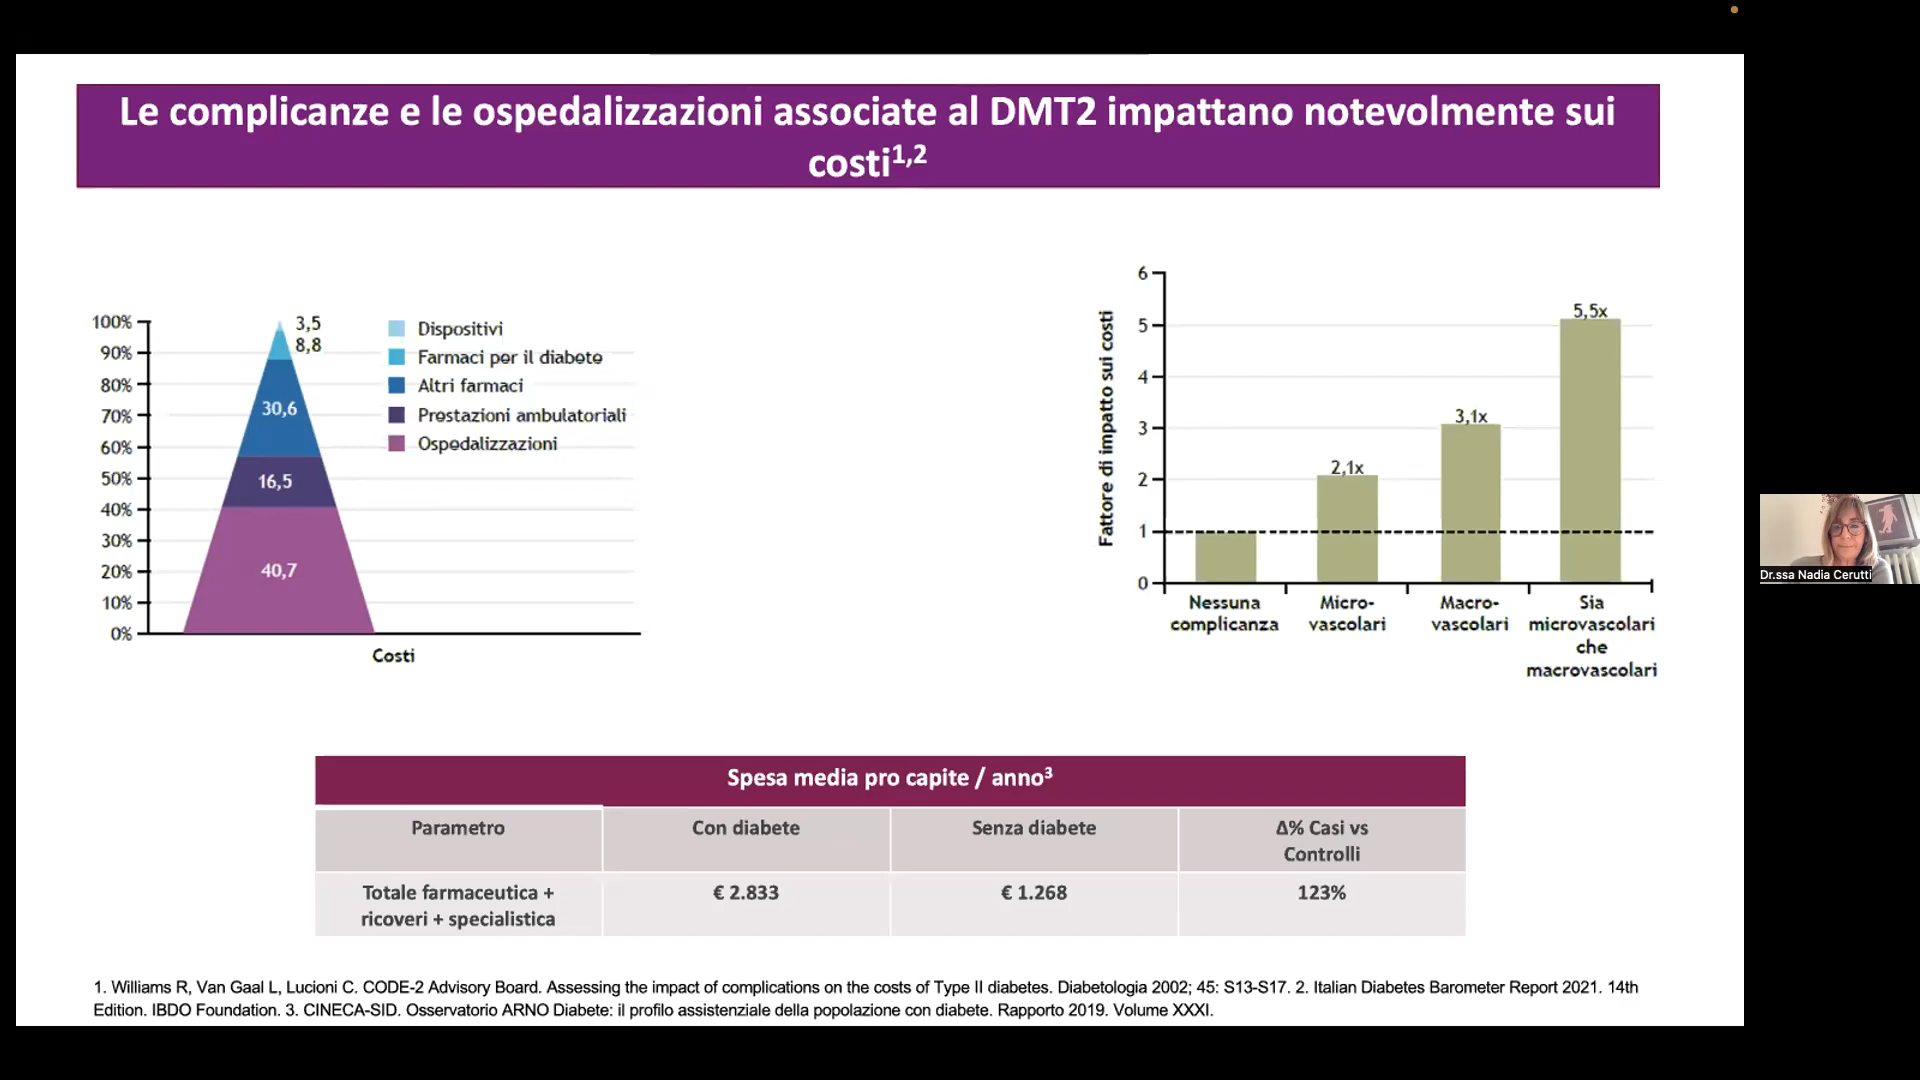 Le complicanze e le ospedalizzazioni associate al DMT2 impattano notevolmente sui
costi1,2
100%
90%
80%
70%
60%
50%
40%
30%
20%
10%
0%
3,5
8,8
30,6
16,5
40,7
Costi
Dispositivi
Farmaci per il diabete
Altri farmaci
Prestazioni ambulatoriali
Ospedalizzazioni
Fattore di impatto sui costi
6
5
4
3
2
1
0
2,1x
3,1x
5,5x
Nessuna
complicanza
Micro-
vascolari
Macro-
vascolari
Sia
microvascolari
che
macrovascolari
Dr.ssa Nadia Cerutti
Spesa media pro capite / anno3
Parametro
Con diabete
Senza diabete
Δ% Casi vs
Controlli
Totale farmaceutica +
ricoveri + specialistica
€ 2.833
€ 1.268
123%
1. Williams R, Van Gaal L, Lucioni C. CODE-2 Advisory Board. Assessing the impact of complications on the costs of Type II diabetes. Diabetologia 2002; 45: S13-S17. 2. Italian Diabetes Barometer Report 2021. 14th
Edition. IBDO Foundation. 3. CINECA-SID. Osservatorio ARNO Diabete: il profilo assistenziale della popolazione con diabete. Rapporto 2019. Volume XXXI.